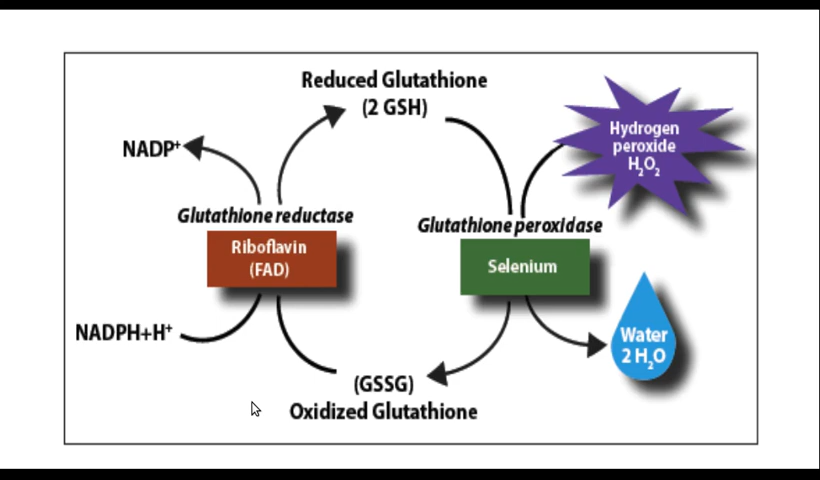 Reduced Glutathione
(2 GSH)
Hydrogen
peroxide
H₂O₂
NADP⁺
Glutathione reductase
Riboflavin
(FAD)
Glutathione peroxidase
Selenium
NADPH+H⁺
Water
2 H₂O
(GSSG)
Oxidized Glutathione